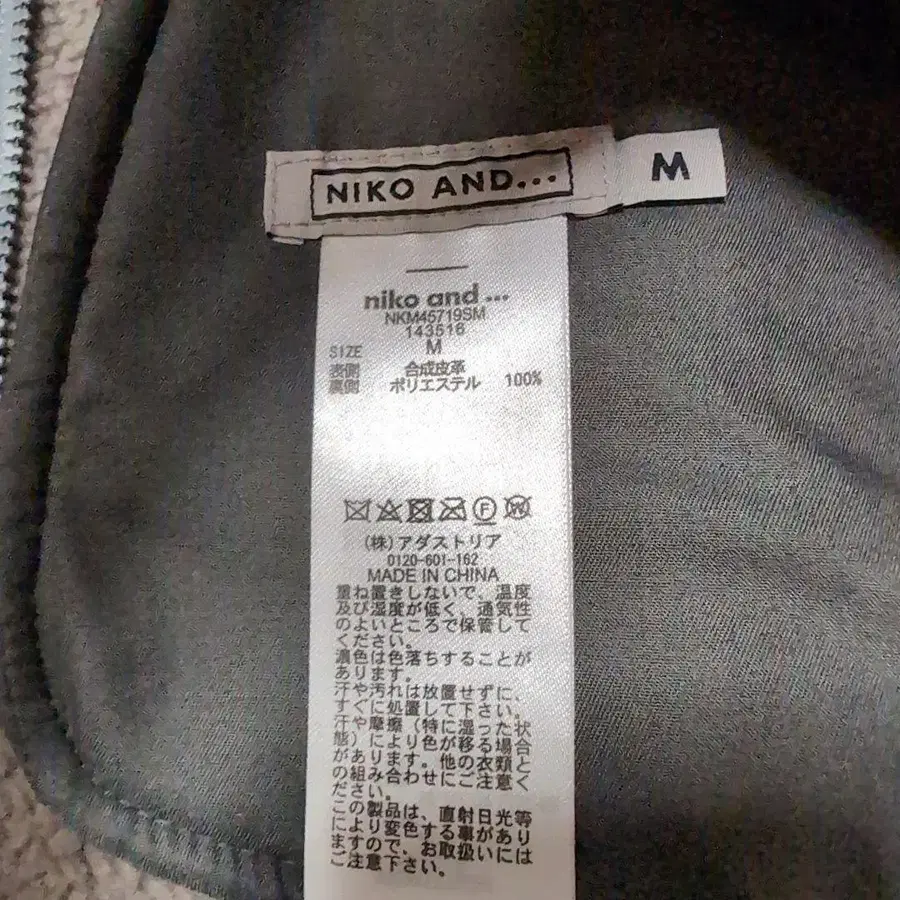 NIKO AND...
M
niko and ...
NKM45719SM
143516
SIZE M
表側 合成皮革
裏側 ポリエステル 100%
(株)アダストリア
0120-601-162
MADE IN CHINA
重ね置きしないで、温度
及び湿度が低く、通気性
のよいところで保管して
ください。
濃色は色落ちすることが
あります。
汗や汚れは放置せずに、
すぐに処置して下さい。
汗や摩擦（特に湿った状
態）により色が移る場合
があります。他の衣類と
の組み合わせにご注意く
ださい。
この製品は、直射日光等
により変色する事があり
ますので、お取扱いには
ご注意下さい。